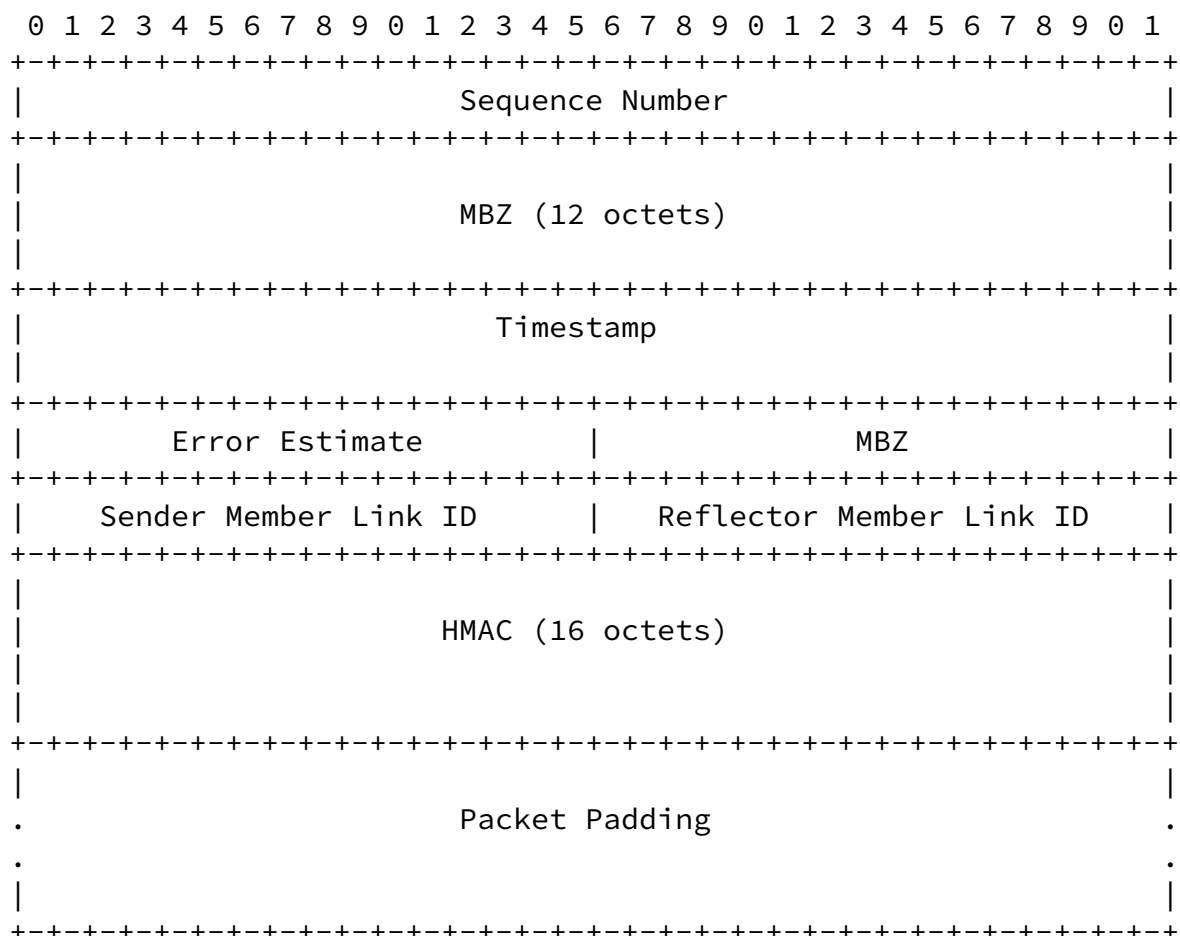 0 1 2 3 4 5 6 7 8 9 0 1 2 3 4 5 6 7 8 9 0 1 2 3 4 5 6 7 8 9 0 1
+-+-+-+-+-+-+-+-+-+-+-+-+-+-+-+-+-+-+-+-+-+-+-+-+-+-+-+-+-+-+-+-+
|                        Sequence Number                        |
+-+-+-+-+-+-+-+-+-+-+-+-+-+-+-+-+-+-+-+-+-+-+-+-+-+-+-+-+-+-+-+-+
|                                                               |
|                        MBZ (12 octets)                        |
|                                                               |
+-+-+-+-+-+-+-+-+-+-+-+-+-+-+-+-+-+-+-+-+-+-+-+-+-+-+-+-+-+-+-+-+
|                          Timestamp                            |
|                                                               |
+-+-+-+-+-+-+-+-+-+-+-+-+-+-+-+-+-+-+-+-+-+-+-+-+-+-+-+-+-+-+-+-+
|        Error Estimate         |              MBZ              |
+-+-+-+-+-+-+-+-+-+-+-+-+-+-+-+-+-+-+-+-+-+-+-+-+-+-+-+-+-+-+-+-+
|    Sender Member Link ID      |   Reflector Member Link ID    |
+-+-+-+-+-+-+-+-+-+-+-+-+-+-+-+-+-+-+-+-+-+-+-+-+-+-+-+-+-+-+-+-+
|                                                               |
|                       HMAC (16 octets)                        |
|                                                               |
|                                                               |
+-+-+-+-+-+-+-+-+-+-+-+-+-+-+-+-+-+-+-+-+-+-+-+-+-+-+-+-+-+-+-+-+
|                                                               |
.                        Packet Padding                         .
.                                                               .
|                                                               |
+-+-+-+-+-+-+-+-+-+-+-+-+-+-+-+-+-+-+-+-+-+-+-+-+-+-+-+-+-+-+-+-+